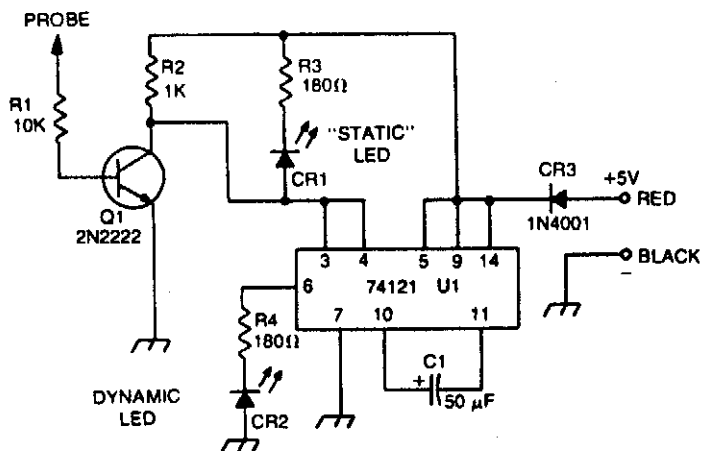 PROBE
R1
10K
R2
1K
R3
180Ω
"STATIC"
LED
CR1
Q1
2N2222
CR3
1N4001
+5V
RED
BLACK
−
3 4 5 9 14
6 74121 U1
7 10 11
R4
180Ω
C1
+
50 µF
DYNAMIC
LED
CR2